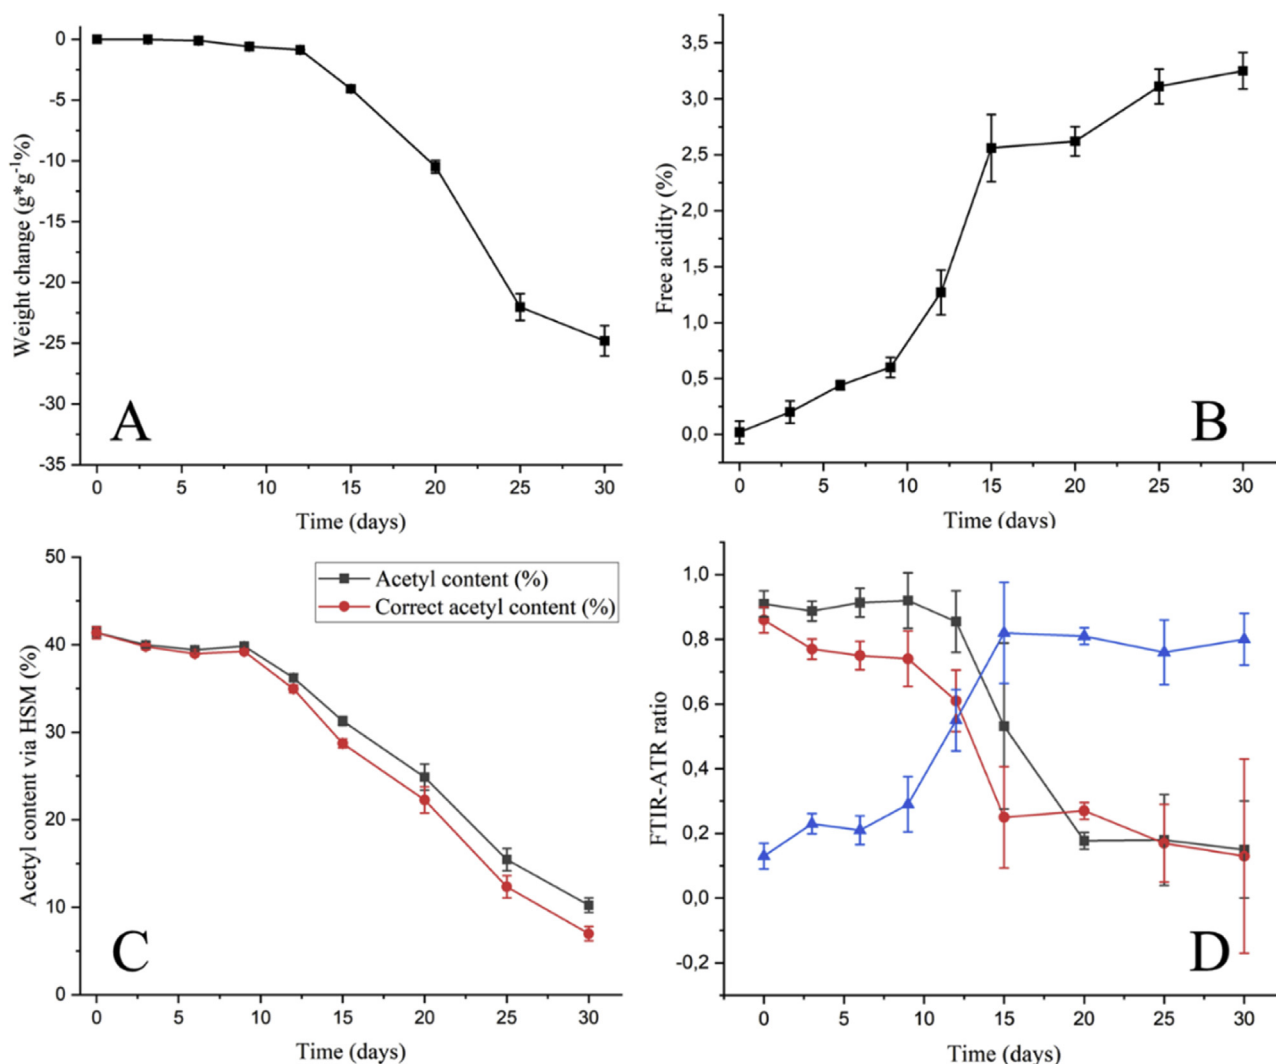 0
-5
-10
-15
-20
-25
-30
-35
Weight change (g*g⁻¹%)
A
0 5 10 15 20 25 30
Time (days)
3,5
3,0
2,5
2,0
1,5
1,0
0,5
0,0
Free acidity (%)
B
0 5 10 15 20 25 30
Time (days)
50
40
30
20
10
0
Acetyl content via HSM (%)
Acetyl content (%)
Correct acetyl content (%)
C
0 5 10 15 20 25 30
Time (days)
1,0
0,8
0,6
0,4
0,2
0,0
-0,2
FTIR-ATR ratio
D
0 5 10 15 20 25 30
Time (days)